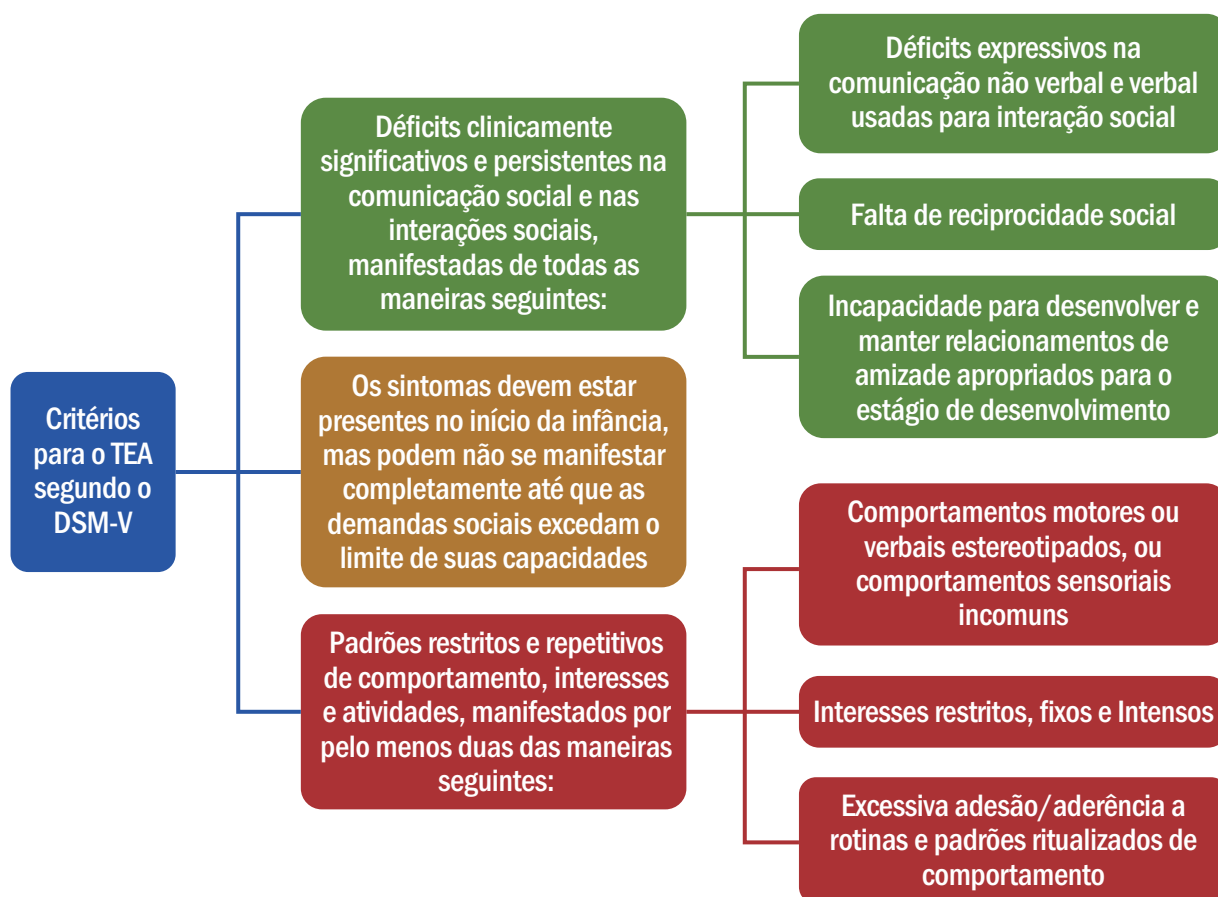 Critérios
para o TEA
segundo o
DSM-V
Déficits clinicamente
significativos e persistentes na
comunicação social e nas
interações sociais,
manifestadas de todas as
maneiras seguintes:
Déficits expressivos na
comunicação não verbal e verbal
usadas para interação social
Falta de reciprocidade social
Incapacidade para desenvolver e
manter relacionamentos de
amizade apropriados para o
estágio de desenvolvimento
Os sintomas devem estar
presentes no início da infância,
mas podem não se manifestar
completamente até que as
demandas sociais excedam o
limite de suas capacidades
Padrões restritos e repetitivos
de comportamento, interesses
e atividades, manifestados por
pelo menos duas das maneiras
seguintes:
Comportamentos motores ou
verbais estereotipados, ou
comportamentos sensoriais
incomuns
Interesses restritos, fixos e Intensos
Excessiva adesão/aderência a
rotinas e padrões ritualizados de
comportamento